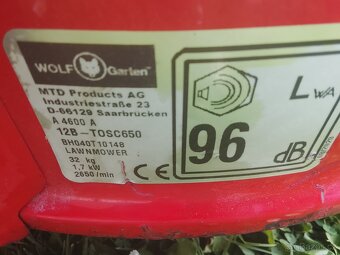 WOLF Garten
MTD Products AG
Industriestraße 23
D-66129 Saarbrücken
A 4600 A
12B-TOSC650
BH040T10148
LAWNMOWER
32 kg
1,7 kW
2650/min
CE
LWA
96
dB